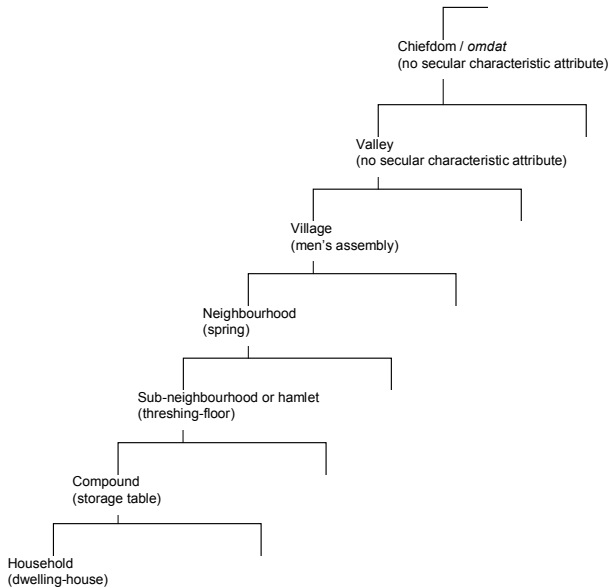 Chiefdom / omdat
(no secular characteristic attribute)
Valley
(no secular characteristic attribute)
Village
(men's assembly)
Neighbourhood
(spring)
Sub-neighbourhood or hamlet
(threshing-floor)
Compound
(storage table)
Household
(dwelling-house)